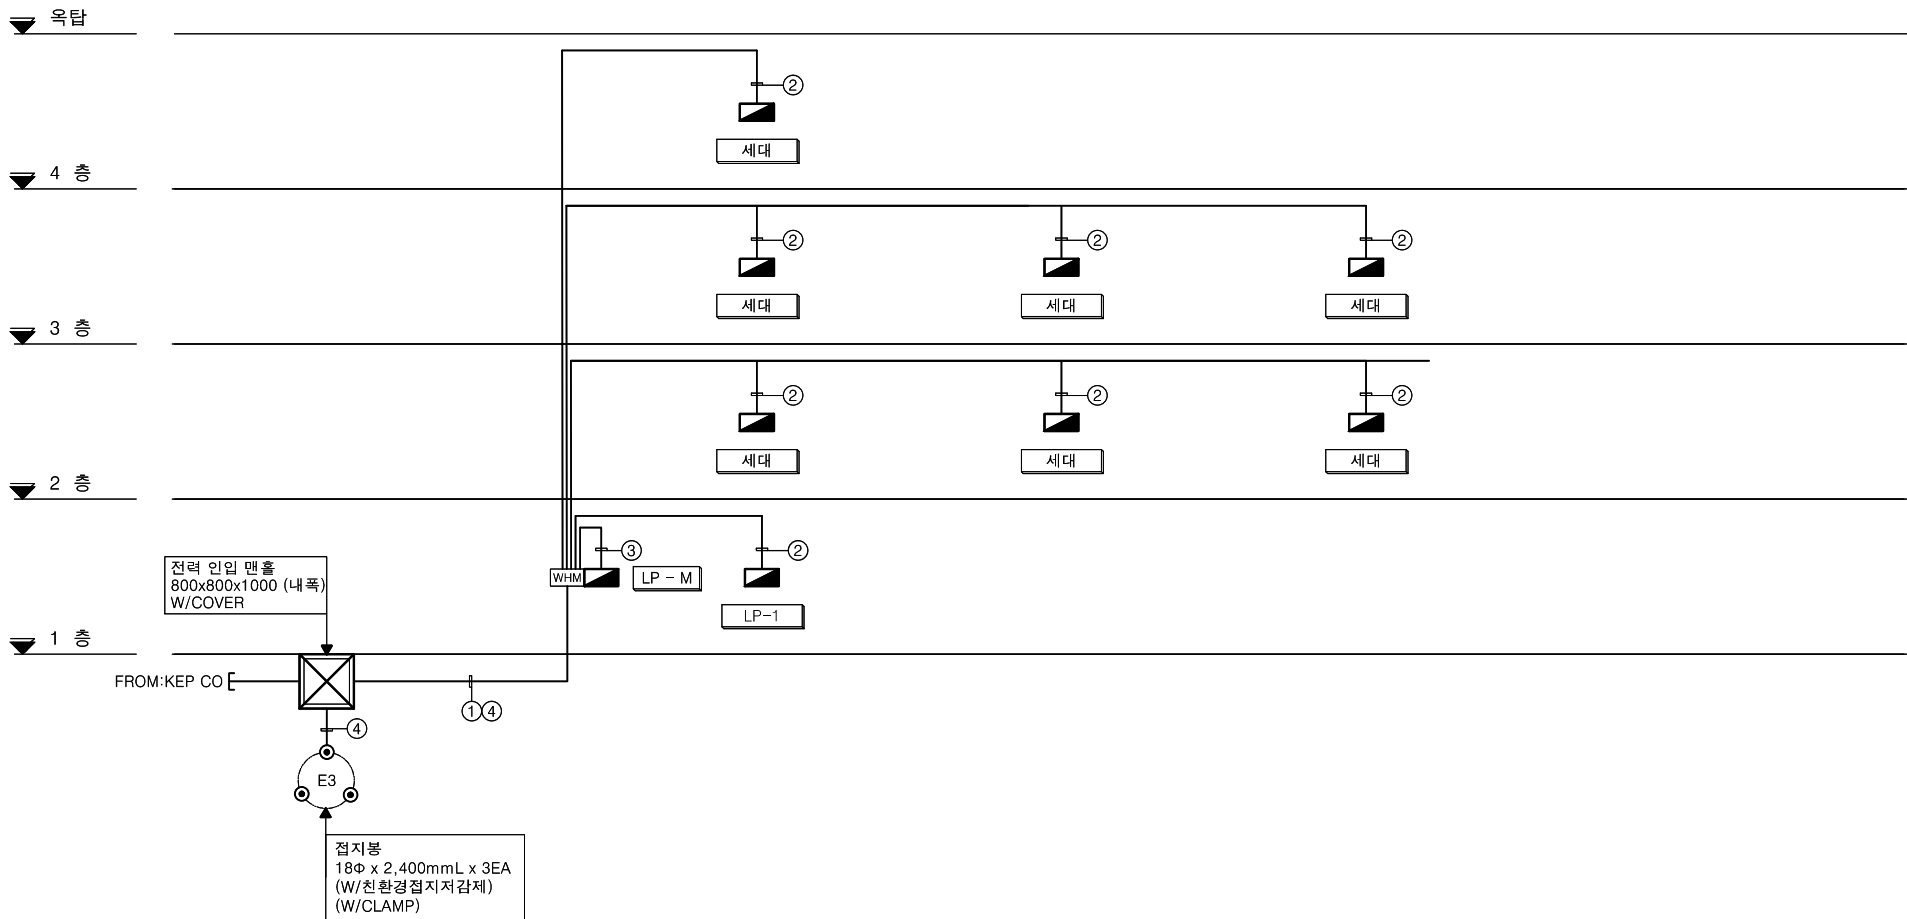 옥탑
②
세대
4 층
② ② ②
세대 세대 세대
3 층
② ② ②
세대 세대 세대
2 층
③ ②
WHM LP - M
LP-1
전력 인입 맨홀
800x800x1000 (내폭)
W/COVER
1 층
FROM:KEP CO
①④
④
E3
접지봉
18Φ x 2,400mmL x 3EA
(W/친환경접지저감제)
(W/CLAMP)